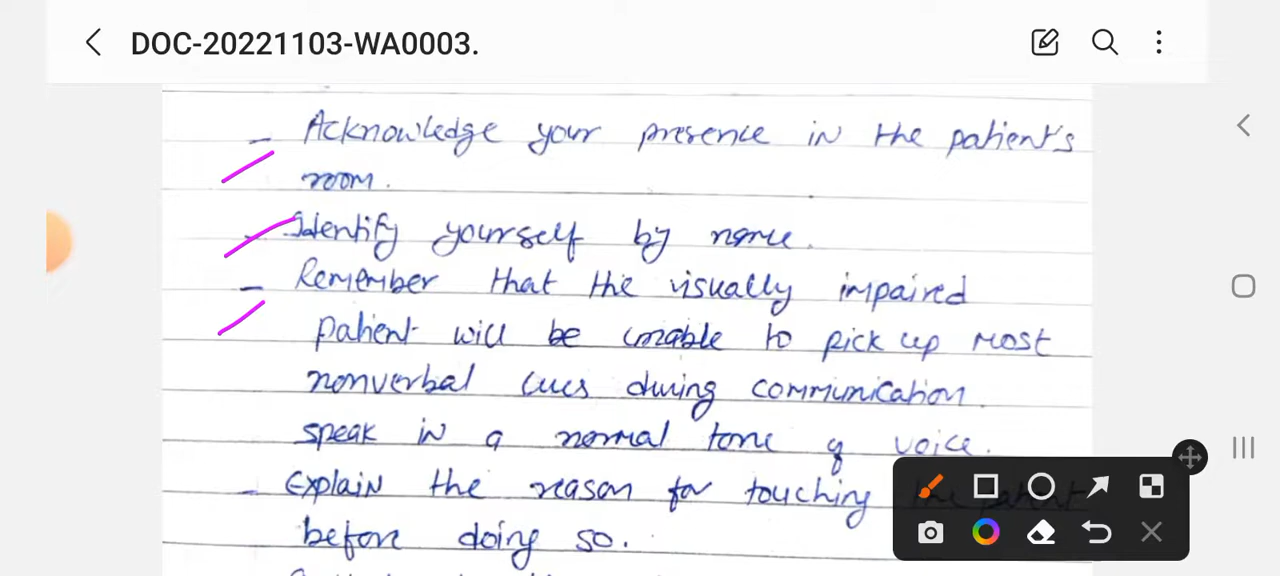 DOC-20221103-WA0003.
- Acknowledge your presence in the patient's
room.
- Identify yourself by name.
- Remember that the visually impaired
patient will be unable to pick up most
nonverbal cues during communication.
speak in a normal tone of voice.
- Explain the reason for touching the patient
before doing so.